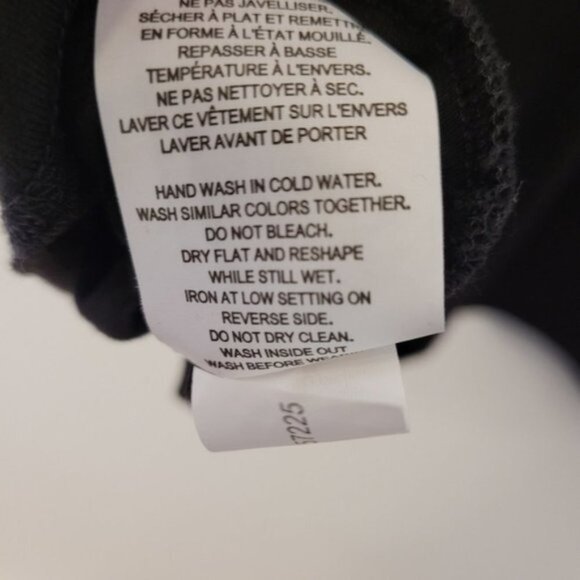 NE PAS JAVELLISER.
SÉCHER À PLAT ET REMETTR
EN FORME À L'ÉTAT MOUILLÉ.
REPASSER À BASSE
TEMPÉRATURE À L'ENVERS.
NE PAS NETTOYER À SEC.
LAVER CE VÊTEMENT SUR L'ENVERS
LAVER AVANT DE PORTER
HAND WASH IN COLD WATER.
WASH SIMILAR COLORS TOGETHER.
DO NOT BLEACH.
DRY FLAT AND RESHAPE
WHILE STILL WET.
IRON AT LOW SETTING ON
REVERSE SIDE.
DO NOT DRY CLEAN.
WASH INSIDE OUT
WASH BEFORE WEARING
57225